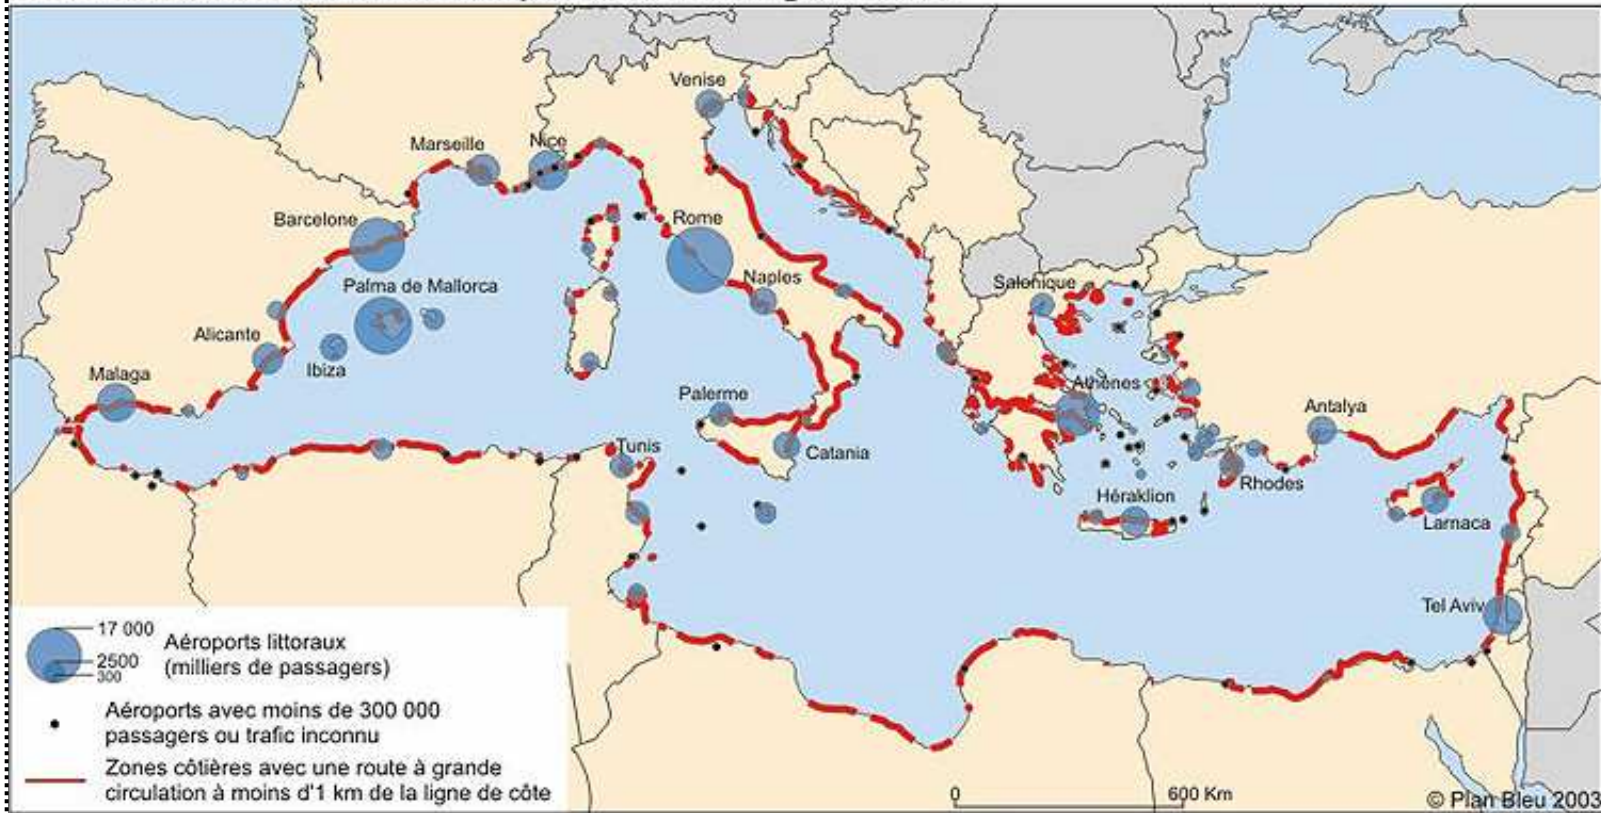 Venise
Marseille
Nice
Barcelone
Rome
Palma de Mallorca
Naples
Salonique
Alicante
Ibiza
Malaga
Athènes
Palerme
Antalya
Tunis
Catania
Rhodes
Héraklion
Larnaca
Tel Aviv
17 000
2500
300
Aéroports littoraux
(milliers de passagers)
Aéroports avec moins de 300 000
passagers ou trafic inconnu
Zones côtières avec une route à grande
circulation à moins d'1 km de la ligne de côte
0 600 Km
© Plan Bleu 2003